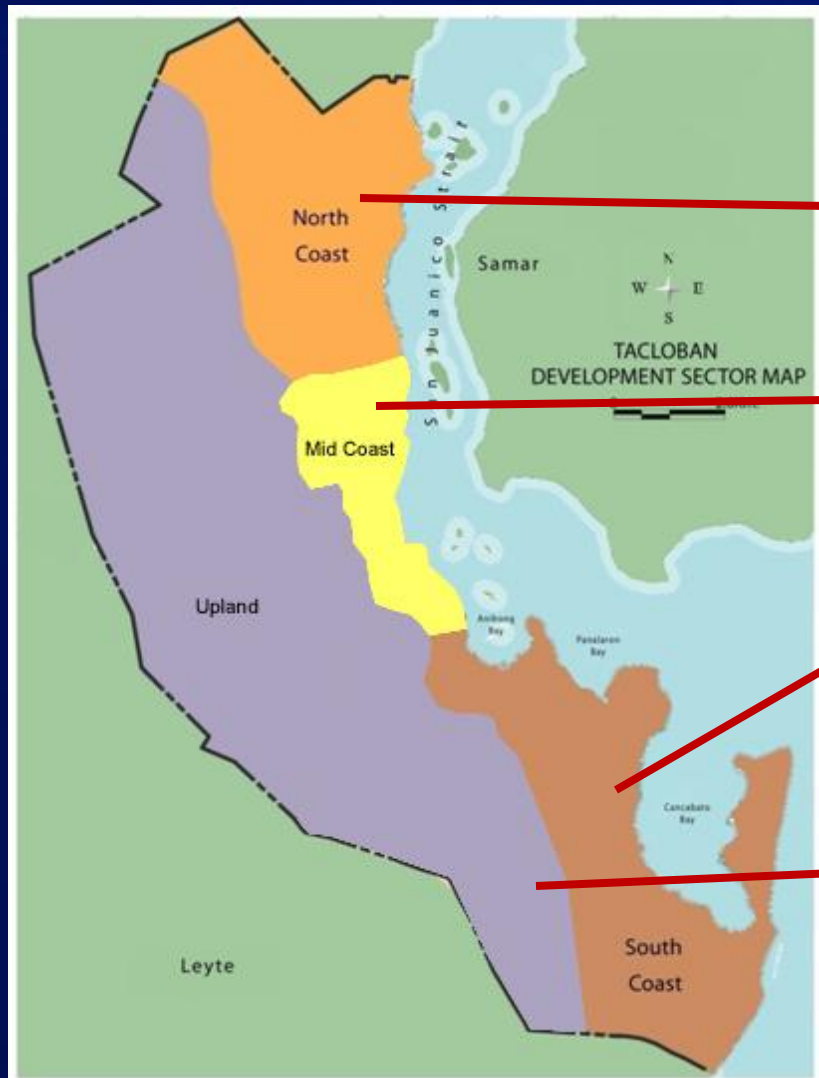 North
Coast
San Juanico Strait
Samar
N
W E
S
TACLOBAN
DEVELOPMENT SECTOR MAP
Mid Coast
Upland
Anibong
Bay
Panalaron
Bay
Cancabato
Bay
Leyte
South
Coast